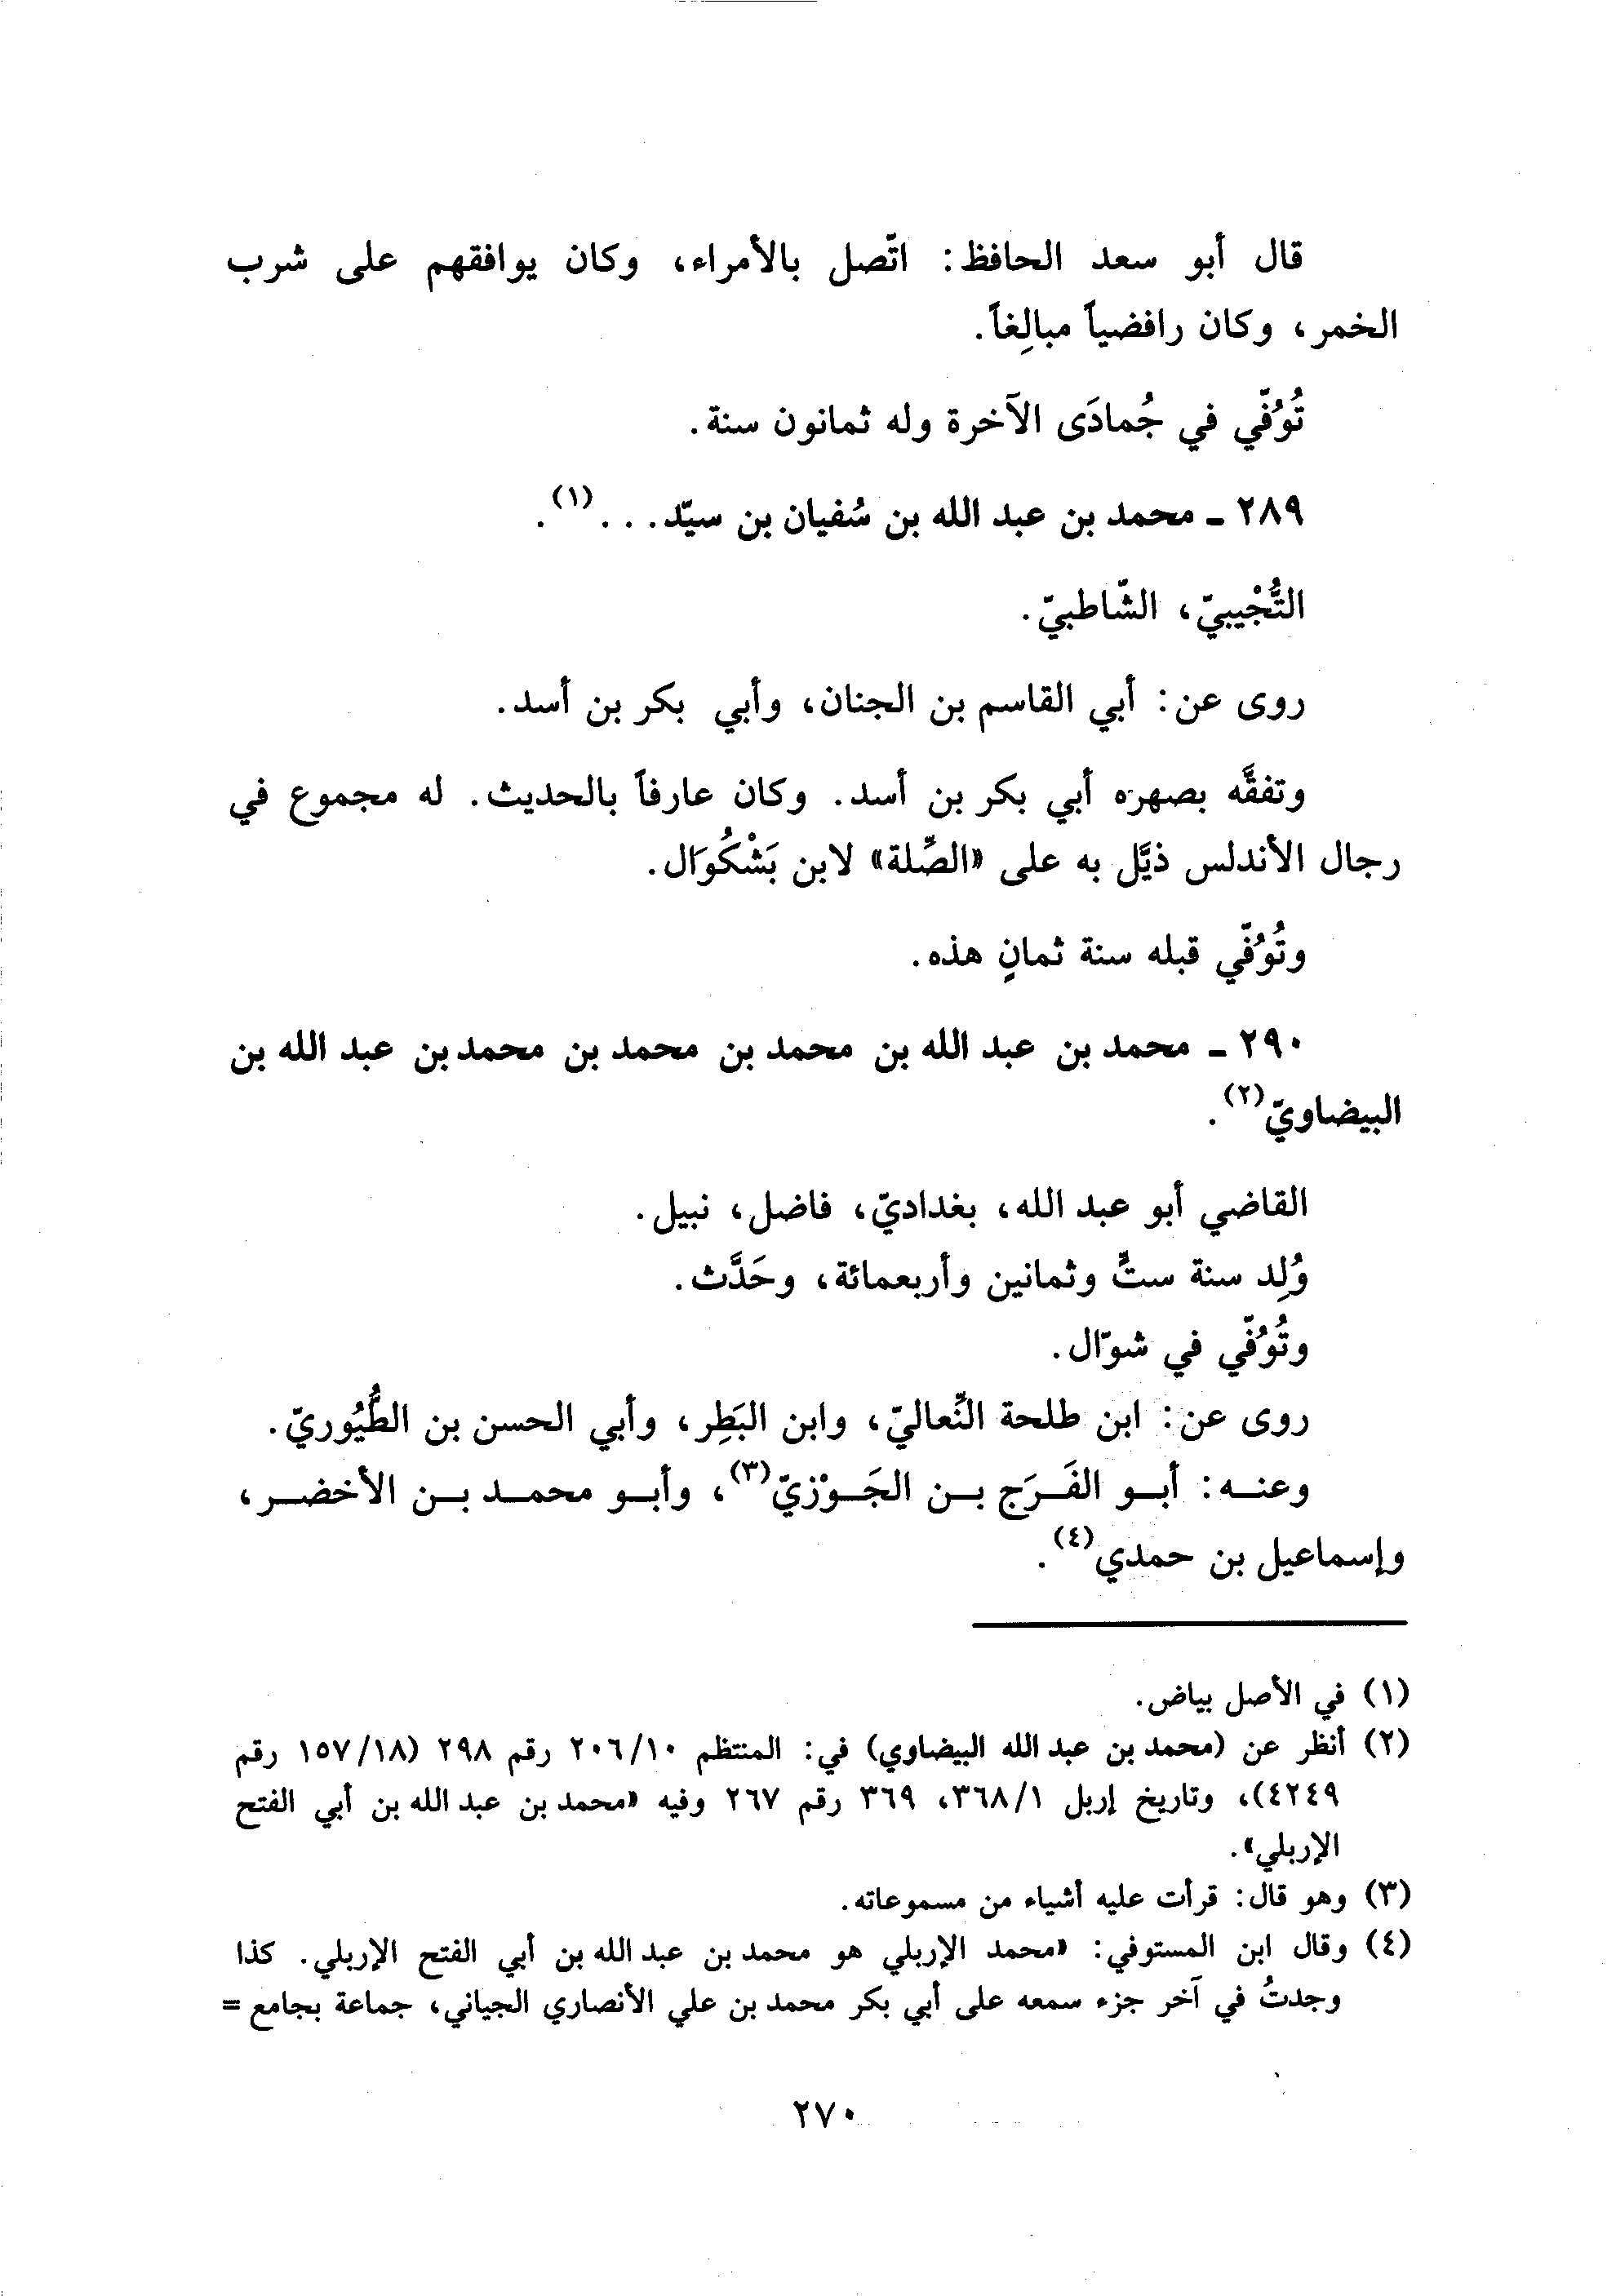 قال أبو سعد الحافظ: اتّصل بالأمراء، وكان يوافقهم على شرب
الخمر، وكان رافضياً مبالِغاً.
تُوُفّي في جُمادَى الآخرة وله ثمانون سنة.
٢٨٩ ـ محمد بن عبد الله بن سُفيان بن سيّد. . .(١).
التُّجْيبيّ، الشّاطبيّ.
روى عن: أبي القاسم بن الجنان، وأبي بكر بن أسد.
وتفقَّه بصهره أبي بكر بن أسد. وكان عارفاً بالحديث. له مجموع في
رجال الأندلس ذيَّل به على «الصِّلة» لابن بَشْكُوَال.
وتُوُفّي قبله سنة ثمانٍ هذه.
٢٩٠ ـ محمد بن عبد الله بن محمد بن محمد بن محمد بن عبد الله بن
البيضاويّ(٢).
القاضي أبو عبد الله، بغداديّ، فاضل، نبيل.
وُلِد سنة ستٍّ وثمانين وأربعمائة، وحَدَّث.
وتُوُفّي في شوّال.
روى عن: ابن طلحة النِّعاليّ، وابن البَطِر، وأبي الحسن بن الطُّيُوريّ.
وعنـه: أبـو الفَـرَج بـن الجَـوْزيّ(٣)، وأبـو محمـد بـن الأخضـر،
وإسماعيل بن حمدي(٤).
(١) في الأصل بياض.
(٢) أنظر عن (محمد بن عبد الله البيضاوي) في: المنتظم ٢٠٦/١٠ رقم ٢٩٨ (١٥٧/١٨ رقم
٤٢٤٩)، وتاريخ إربل ٣٦٨/١، ٣٦٩ رقم ٢٦٧ وفيه «محمد بن عبد الله بن أبي الفتح
الإربلي».
(٣) وهو قال: قرأت عليه أشياء من مسموعاته.
(٤) وقال ابن المستوفي: «محمد الإربلي هو محمد بن عبد الله بن أبي الفتح الإربلي. كذا
وجدتُ في آخر جزء سمعه على أبي بكر محمد بن علي الأنصاري الجياني، جماعة بجامع =
٢٧٠